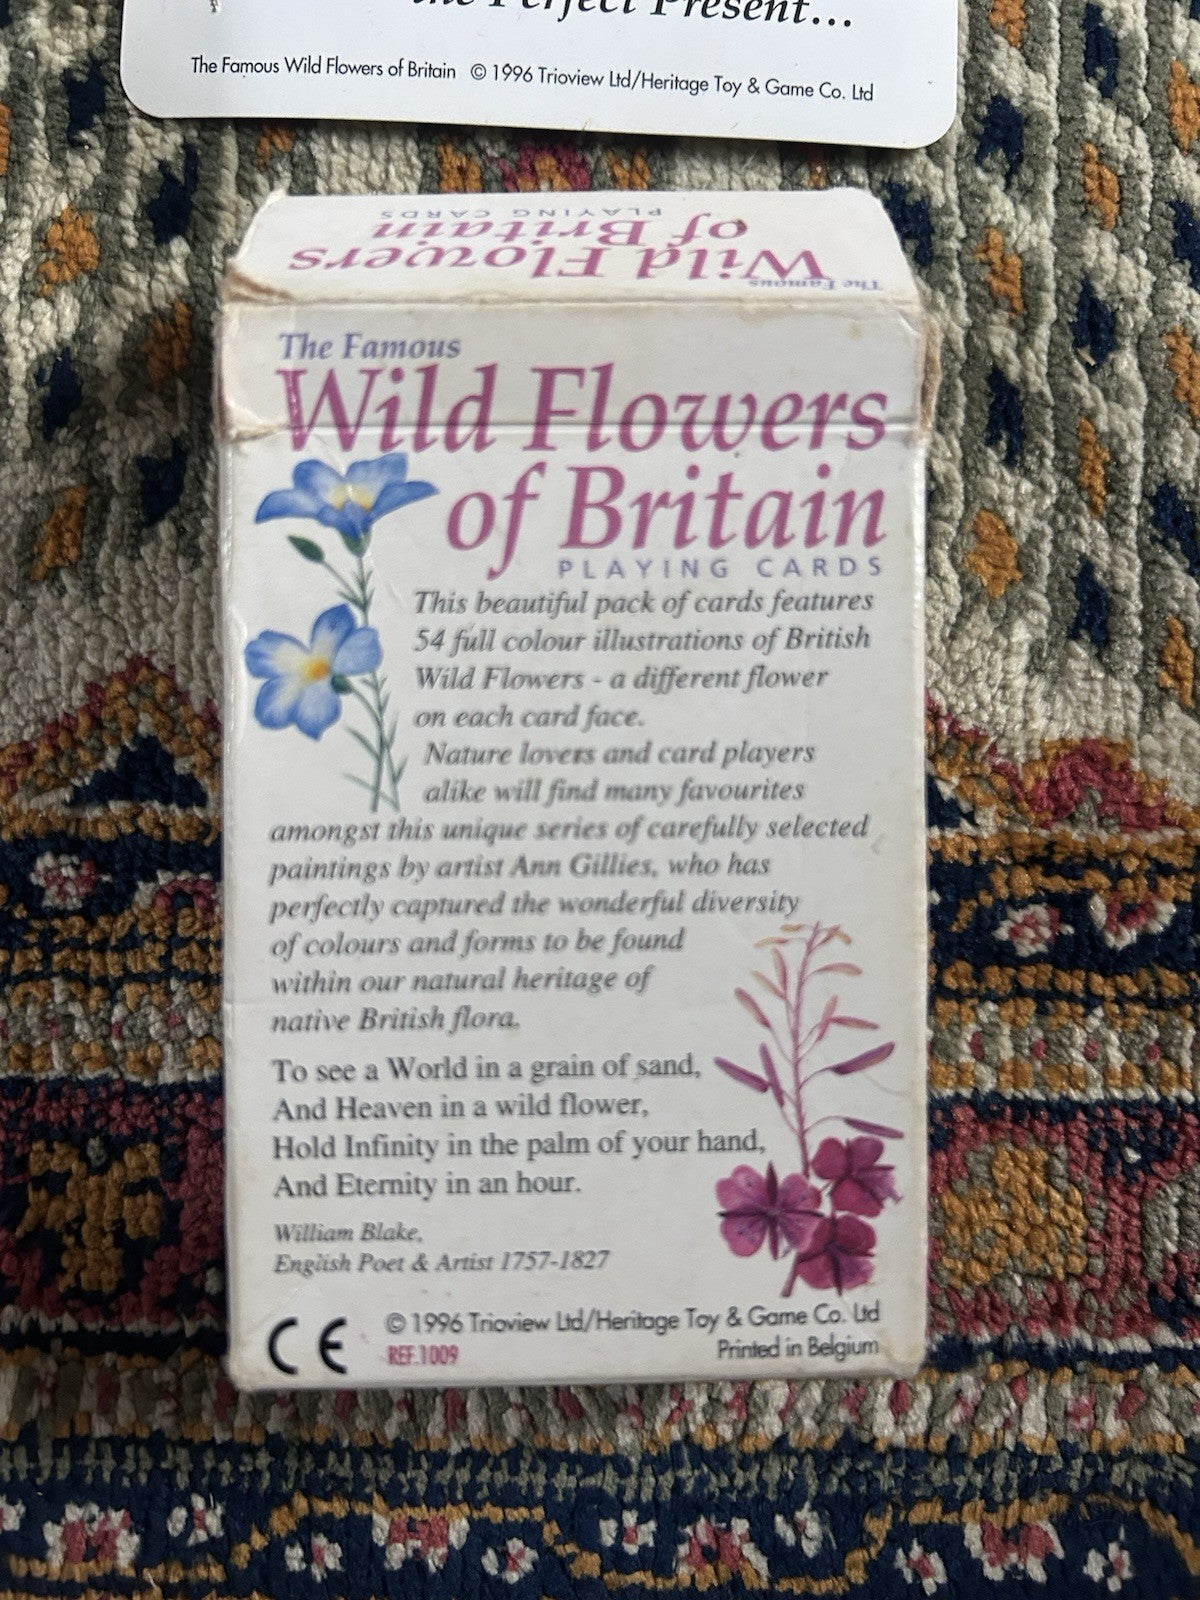 the Perfect Present...
The Famous Wild Flowers of Britain © 1996 Trioview Ltd/Heritage Toy & Game Co. Ltd
PLAYING CARDS
of Britain
Wild Flowers
The Famous
The Famous
Wild Flowers
of Britain
PLAYING CARDS
This beautiful pack of cards features
54 full colour illustrations of British
Wild Flowers - a different flower
on each card face.
Nature lovers and card players
alike will find many favourites
amongst this unique series of carefully selected
paintings by artist Ann Gillies, who has
perfectly captured the wonderful diversity
of colours and forms to be found
within our natural heritage of
native British flora.
To see a World in a grain of sand,
And Heaven in a wild flower,
Hold Infinity in the palm of your hand,
And Eternity in an hour.
William Blake,
English Poet & Artist 1757-1827
CE
© 1996 Trioview Ltd/Heritage Toy & Game Co. Ltd
REF.1009
Printed in Belgium